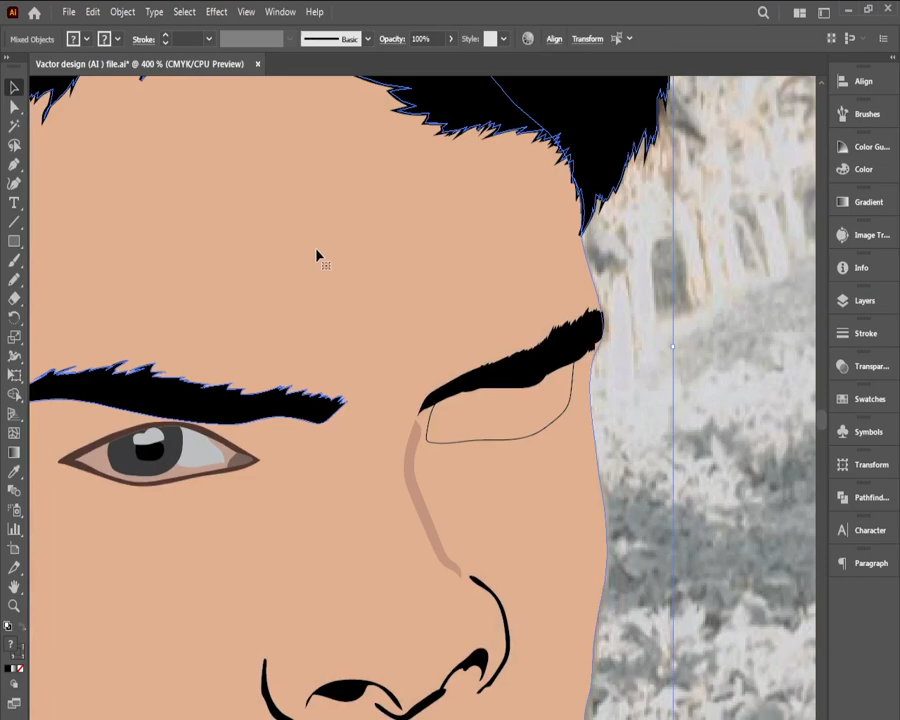 Ai File Edit Object Type Select Effect View Window Help
Mixed Objects ? ? Stroke: Basic Opacity: 100% Style: Align Transform
Vactor design (AI ) file.ai* @ 400 % (CMYK/CPU Preview) ×
Align
Brushes
Color Gu...
Color
Gradient
Image Tr...
Info
Layers
Stroke
Transpar...
Swatches
Symbols
Transform
Pathfind...
Character
Paragraph
?